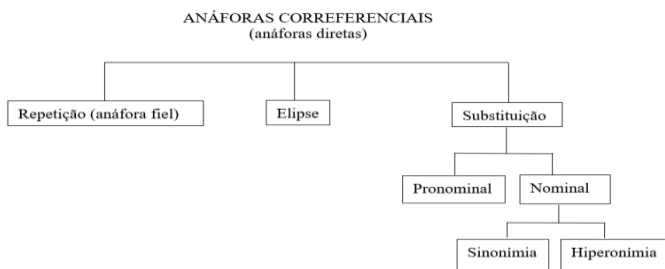 ANÁFORAS CORREFERENCIAIS
(anáforas diretas)
Repetição (anáfora fiel)
Elipse
Substituição
Pronominal
Nominal
Sinonímia
Hiperonímia